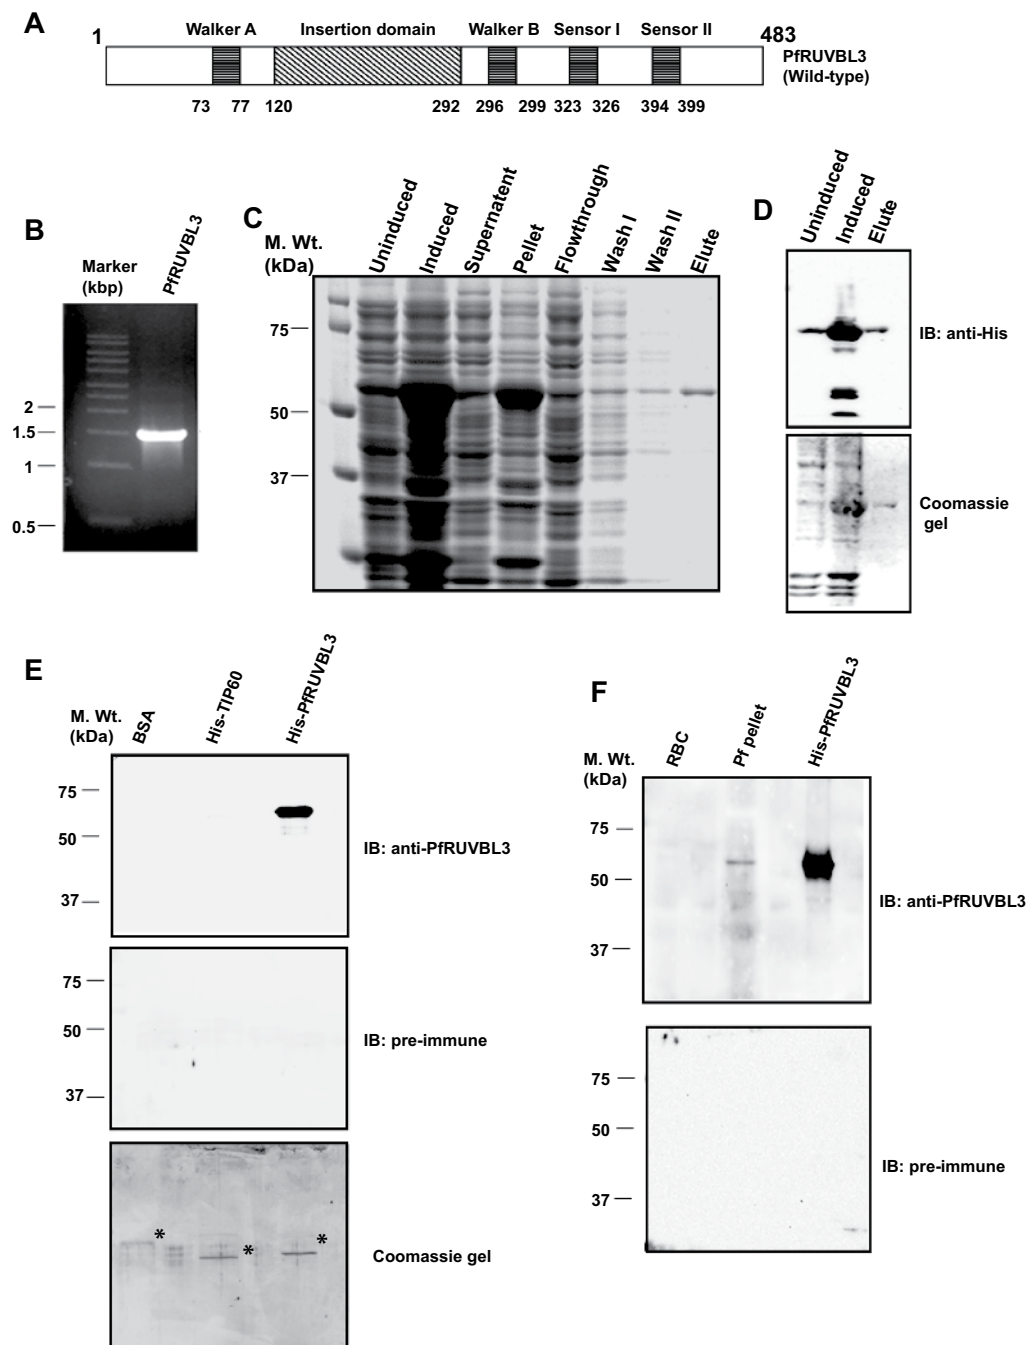 A
1
Walker A
Insertion domain
Walker B
Sensor I
Sensor II
483
PfRUVBL3
(Wild-type)
73
77
120
292
296
299
323
326
394
399
B
Marker
(kbp)
PfRUVBL3
2
1.5
1
0.5
C
M. Wt.
(kDa)
Uninduced
Induced
Supernatent
Pellet
Flowthrough
Wash I
Wash II
Elute
75
50
37
D
Uninduced
Induced
Elute
IB: anti-His
Coomassie
gel
E
M. Wt.
(kDa)
BSA
His-TIP60
His-PfRUVBL3
75
50
37
IB: anti-PfRUVBL3
75
50
37
IB: pre-immune
*
*
*
Coomassie gel
F
M. Wt.
(kDa)
RBC
Pf pellet
His-PfRUVBL3
75
50
37
IB: anti-PfRUVBL3
75
50
37
IB: pre-immune